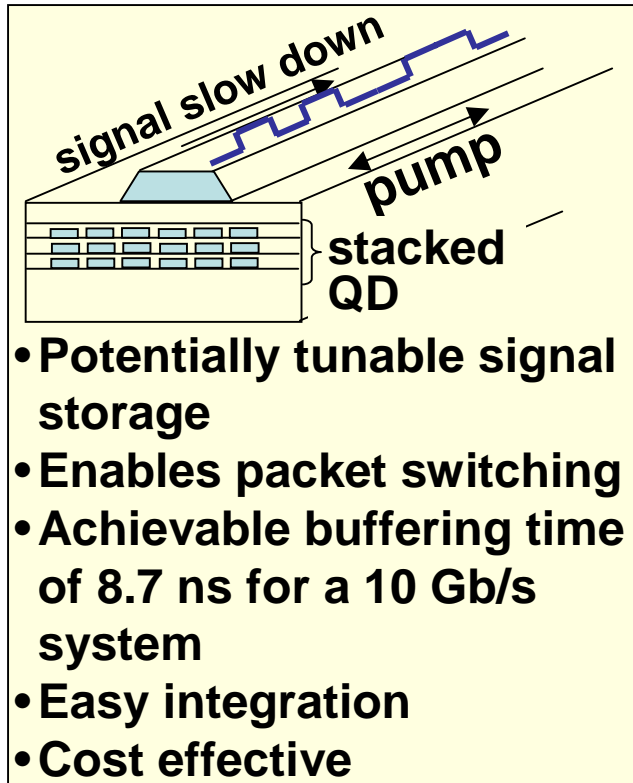 signal slow down
pump
stacked
QD
• Potentially tunable signal
storage
• Enables packet switching
• Achievable buffering time
of 8.7 ns for a 10 Gb/s
system
• Easy integration
• Cost effective